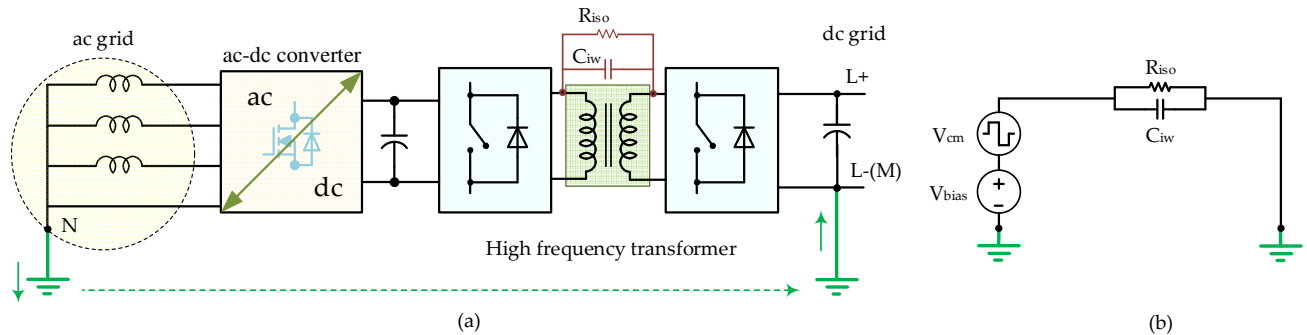 ac grid
ac-dc converter
ac
dc
N
Riso
Ciw
dc grid
L+
L-(M)
High frequency transformer
(a)
Riso
Ciw
Vcm
Vbias
(b)